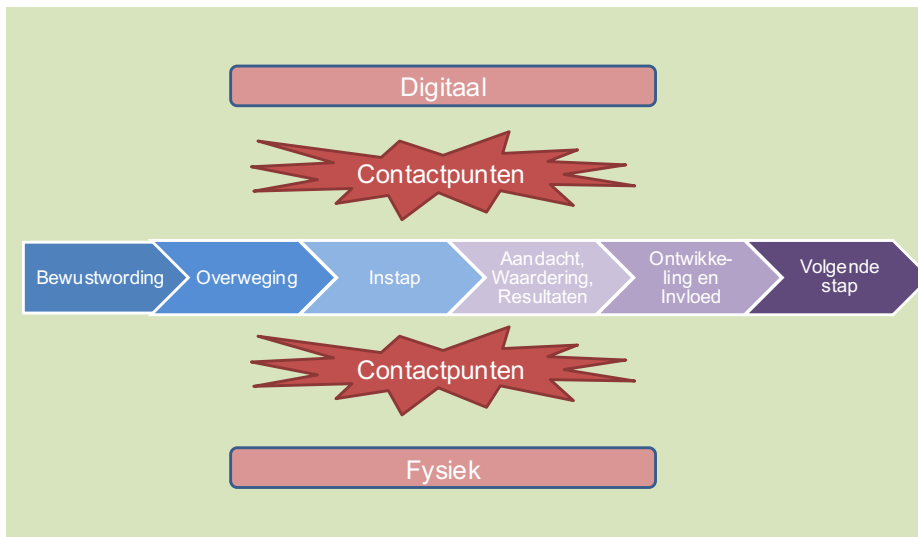 Digitaal
Contactpunten
Bewustwording
Overweging
Instap
Aandacht,
Waardering,
Resultaten
Ontwikke-
ling en
Invloed
Volgende
stap
Contactpunten
Fysiek